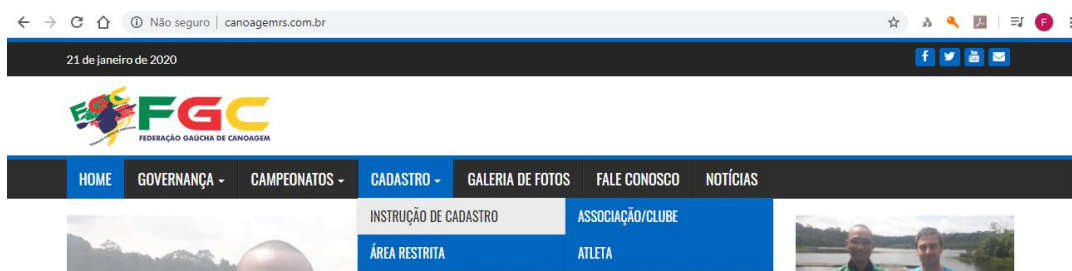 Não seguro | canoagemrs.com.br
F
21 de janeiro de 2020
FGC
FGC
FEDERAÇÃO GAÚCHA DE CANOAGEM
HOME GOVERNANÇA CAMPEONATOS CADASTRO GALERIA DE FOTOS FALE CONOSCO NOTÍCIAS
INSTRUÇÃO DE CADASTRO ASSOCIAÇÃO/CLUBE
ÁREA RESTRITA ATLETA